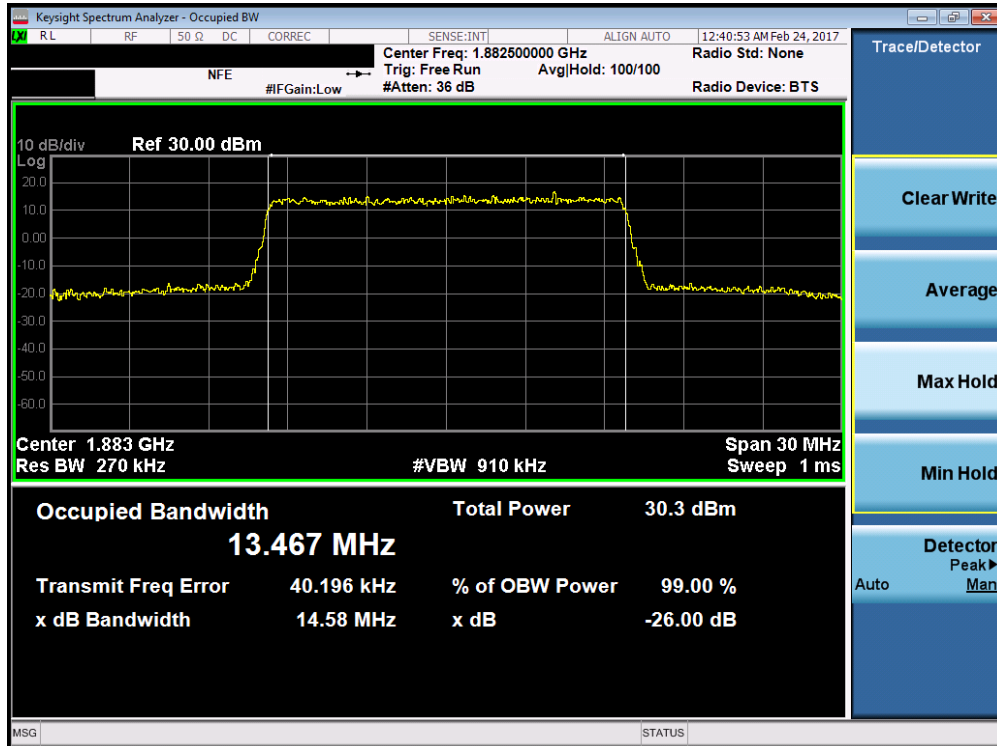 Keysight Spectrum Analyzer - Occupied BW
LXI RL RF 50 Ω DC CORREC SENSE:INT ALIGN AUTO 12:40:53 AM Feb 24, 2017
Center Freq: 1.882500000 GHz Radio Std: None
NFE Trig: Free Run Avg|Hold: 100/100
#IFGain:Low #Atten: 36 dB Radio Device: BTS
10 dB/div Ref 30.00 dBm
Log
20.0
10.0
0.00
-10.0
-20.0
-30.0
-40.0
-50.0
-60.0
Center 1.883 GHz Span 30 MHz
Res BW 270 kHz #VBW 910 kHz Sweep 1 ms
Occupied Bandwidth Total Power 30.3 dBm
13.467 MHz
Transmit Freq Error 40.196 kHz % of OBW Power 99.00 %
x dB Bandwidth 14.58 MHz x dB -26.00 dB
MSG STATUS
Trace/Detector
Clear Write
Average
Max Hold
Min Hold
Detector
Peak▶
Auto Man